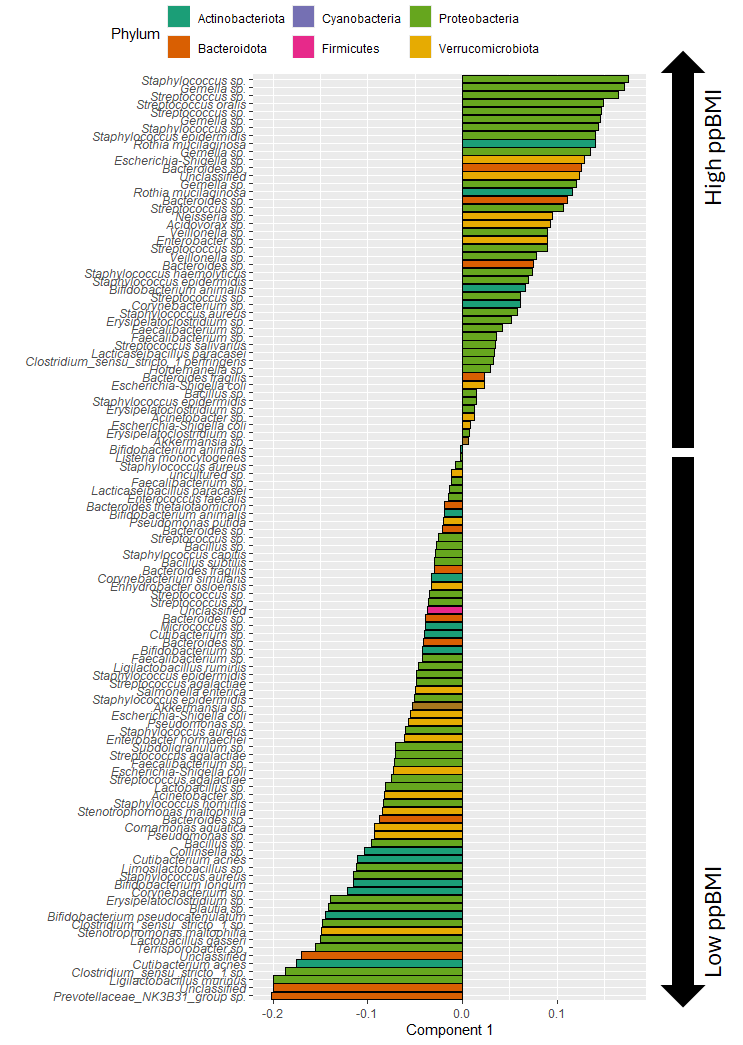 Phylum
Actinobacteriota
Cyanobacteria
Proteobacteria
Bacteroidota
Firmicutes
Verrucomicrobiota
Staphylococcus sp.
Gemella sp.
Streptococcus sp.
Streptococcus oralis
Streptococcus sp.
Gemella sp.
Staphylococcus sp.
Staphylococcus epidermidis
Rothia mucilaginosa
Gemella sp.
Escherichia-Shigella sp.
Bacteroides sp.
Unclassified
Gemella sp.
Rothia mucilaginosa
Bacteroides sp.
Streptococcus sp.
Neisseria sp.
Acidovorax sp.
Veillonella sp.
Enterobacter sp.
Streptococcus sp.
Veillonella sp.
Bacteroides sp.
Staphylococcus haemolyticus
Staphylococcus epidermidis
Bifidobacterium animalis
Streptococcus sp.
Corynebacterium sp.
Staphylococcus aureus
Erysipelatoclostridium sp.
Faecalibacterium sp.
Faecalibacterium sp.
Streptococcus salivarius
Lacticaseibacillus paracasei
Clostridium_sensu_stricto_1 perfringens
Holdemanella sp.
Bacteroides fragilis
Escherichia-Shigella coli
Bacillus sp.
Staphylococcus epidermidis
Erysipelatoclostridium sp.
Acinetobacter sp.
Escherichia-Shigella coli
Erysipelatoclostridium sp.
Akkermansia sp.
Bifidobacterium animalis
Listeria monocytogenes
Staphylococcus aureus
uncultured sp.
Faecalibacterium sp.
Lacticaseibacillus paracasei
Enterococcus faecalis
Bacteroides thetaiotaomicron
Bifidobacterium animalis
Pseudomonas putida
Bacteroides sp.
Streptococcus sp.
Bacillus sp.
Staphylococcus capitis
Bacillus subtilis
Bacteroides fragilis
Corynebacterium simulans
Enhydrobacter osloensis
Streptococcus sp.
Streptococcus sp.
Unclassified
Bacteroides sp.
Micrococcus sp.
Cutibacterium sp.
Bacteroides sp.
Bifidobacterium sp.
Faecalibacterium sp.
Ligilactobacillus ruminis
Staphylococcus epidermidis
Streptococcus agalactiae
Salmonella enterica
Staphylococcus epidermidis
Akkermansia sp.
Escherichia-Shigella coli
Pseudomonas sp.
Staphylococcus aureus
Enterobacter hormaechei
Subdoligranulum sp.
Streptococcus agalactiae
Faecalibacterium sp.
Escherichia-Shigella coli
Streptococcus agalactiae
Lactobacillus sp.
Acinetobacter sp.
Staphylococcus hominis
Stenotrophomonas maltophilia
Bacteroides sp.
Comamonas aquatica
Pseudomonas sp.
Bacillus sp.
Collinsella sp.
Cutibacterium acnes
Limosilactobacillus sp.
Staphylococcus aureus
Bifidobacterium longum
Corynebacterium sp.
Erysipelatoclostridium sp.
Blautia sp.
Bifidobacterium pseudocatenulatum
Clostridium_sensu_stricto_1 sp.
Stenotrophomonas maltophilia
Lactobacillus gasseri
Terrisporobacter sp.
Unclassified
Cutibacterium acnes
Clostridium_sensu_stricto_1 sp.
Ligilactobacillus murinus
Unclassified
Prevotellaceae_NK3B31_group sp.
-0.2
-0.1
0.0
0.1
Component 1
High ppBMI
Low ppBMI